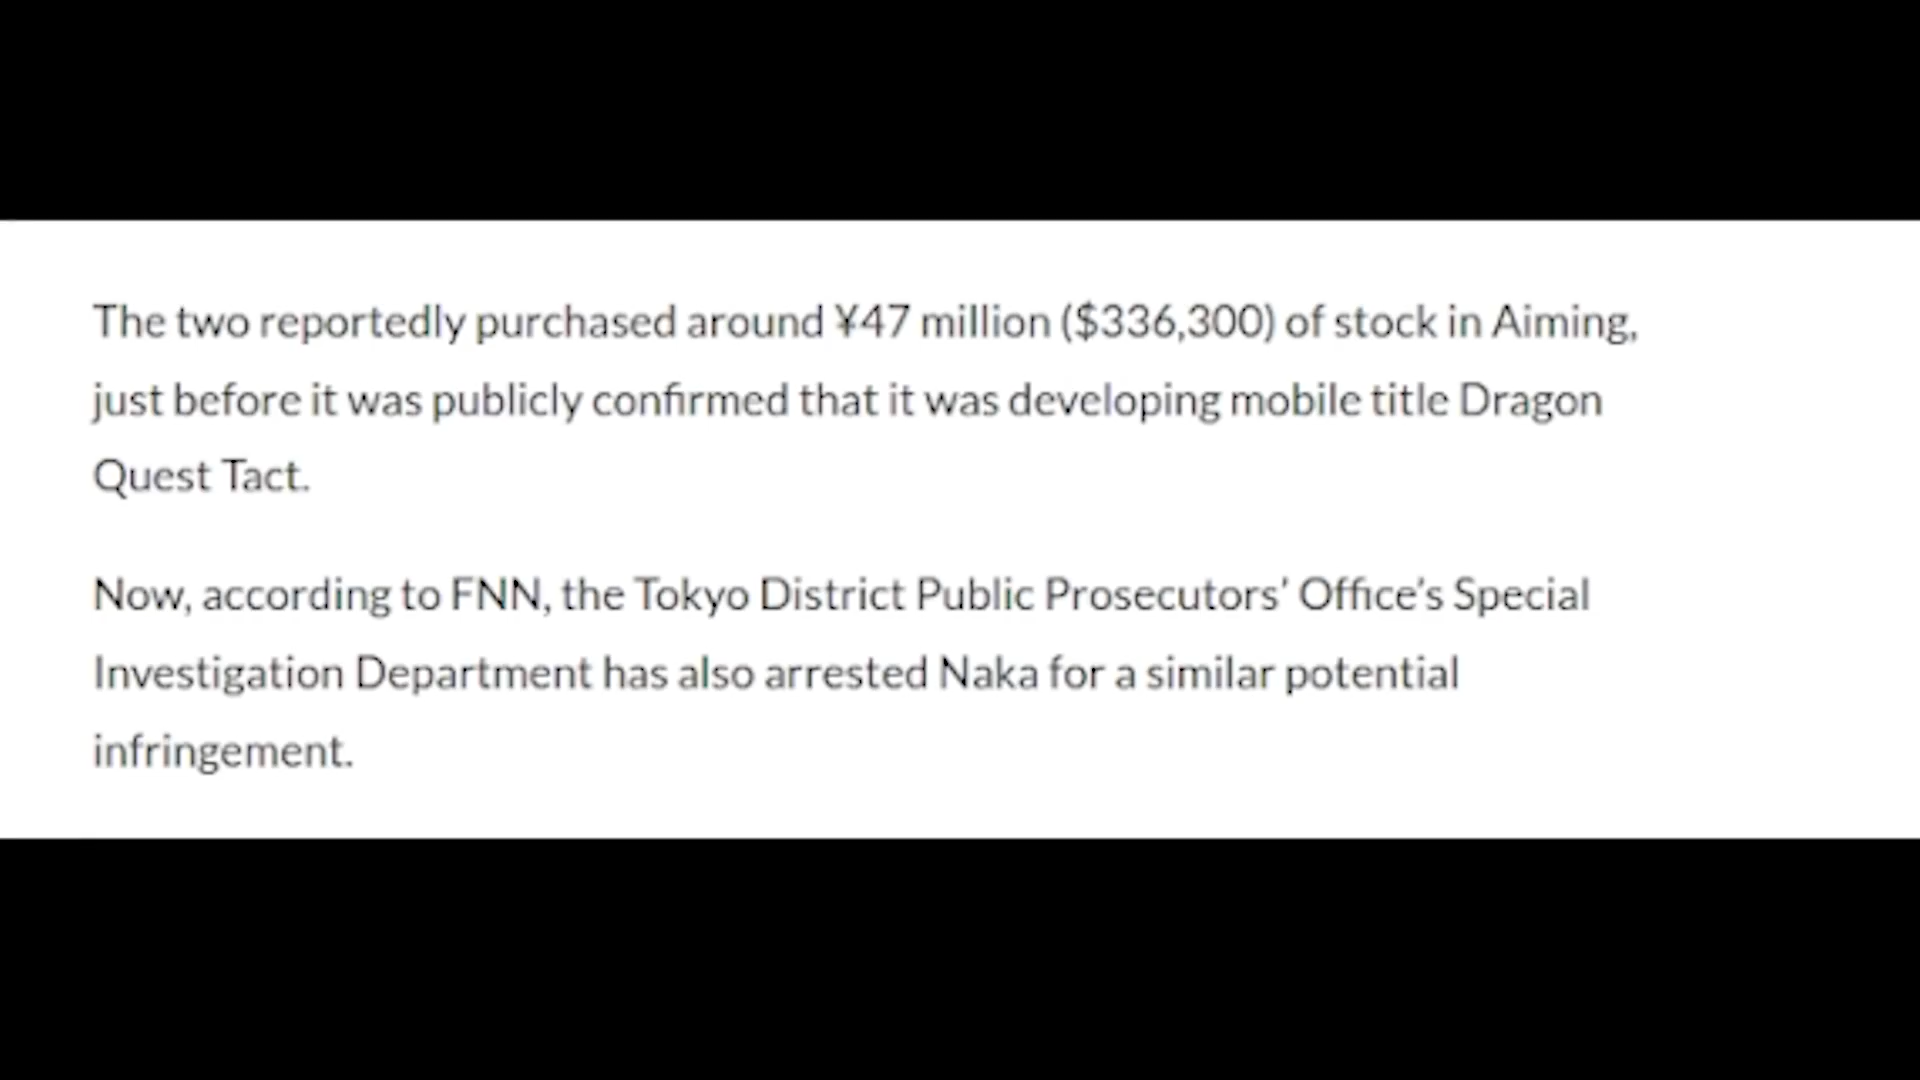 The two reportedly purchased around ¥47 million ($336,300) of stock in Aiming,
just before it was publicly confirmed that it was developing mobile title Dragon
Quest Tact.
Now, according to FNN, the Tokyo District Public Prosecutors’ Office’s Special
Investigation Department has also arrested Naka for a similar potential
infringement.